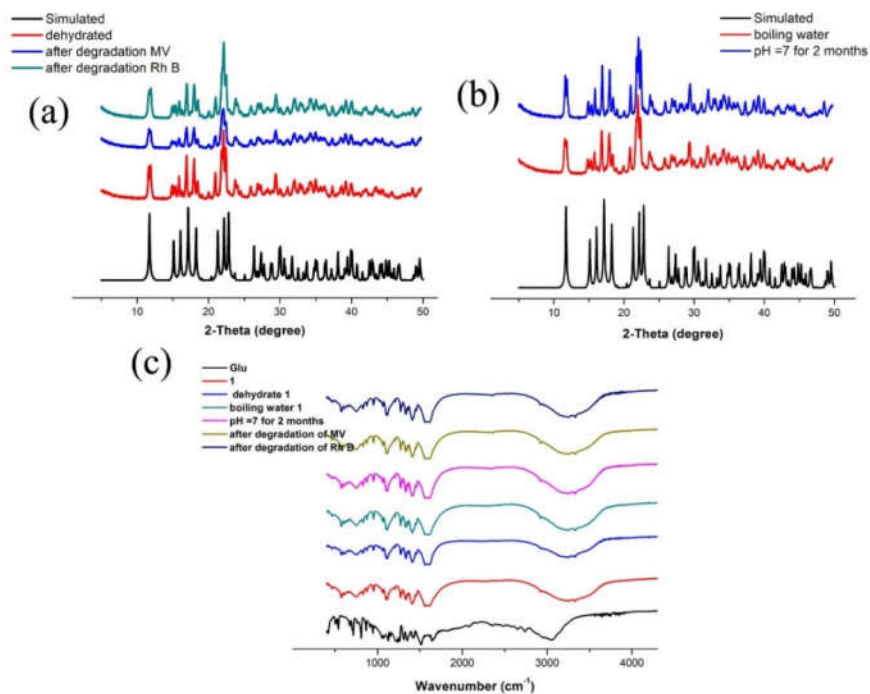 Simulated
dehydrated
after degradation MV
after degradation Rh B
(a)
10 20 30 40 50
2-Theta (degree)
Simulated
boiling water
pH =7 for 2 months
(b)
10 20 30 40 50
2-Theta (degree)
(c)
Glu
1
dehydrate 1
boiling water 1
pH =7 for 2 months
after degradation of MV
after degradation of Rh B
1000 2000 3000 4000
Wavenumber (cm-1)